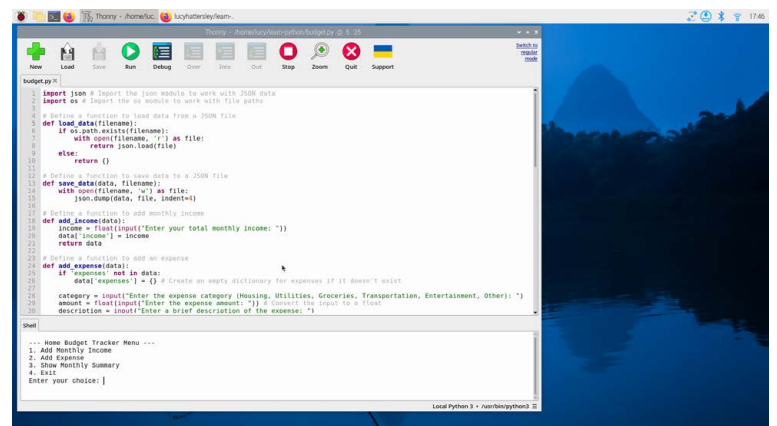 Thonny - /home/luc...
lucyhattersley/learn-...
17:46
Thonny - /home/lucy/learn-python/budget.py @ 6 : 25
New Load Save Run Debug Over Into Out Stop Zoom Quit Support
Switch to
regular
mode
budget.py
1 import json # Import the json module to work with JSON data
2 import os # Import the os module to work with file paths
3
4 # Define a function to load data from a JSON file
5 def load_data(filename):
6 if os.path.exists(filename):
7 with open(filename, 'r') as file:
8 return json.load(file)
9 else:
10 return {}
11
12 # Define a function to save data to a JSON file
13 def save_data(data, filename):
14 with open(filename, 'w') as file:
15 json.dump(data, file, indent=4)
16
17 # Define a function to add monthly income
18 def add_income(data):
19 income = float(input("Enter your total monthly income: "))
20 data['income'] = income
21 return data
22
23 # Define a function to add an expense
24 def add_expense(data):
25 if 'expenses' not in data:
26 data['expenses'] = {} # Create an empty dictionary for expenses if it doesn't exist
27
28 category = input("Enter the expense category (Housing, Utilities, Groceries, Transportation, Entertainment, Other): ")
29 amount = float(input("Enter the expense amount: ")) # Convert the input to a float
30 description = input("Enter a brief description of the expense: ")
Shell
--- Home Budget Tracker Menu ---
1. Add Monthly Income
2. Add Expense
3. Show Monthly Summary
4. Exit
Enter your choice:
Local Python 3 • /usr/bin/python3